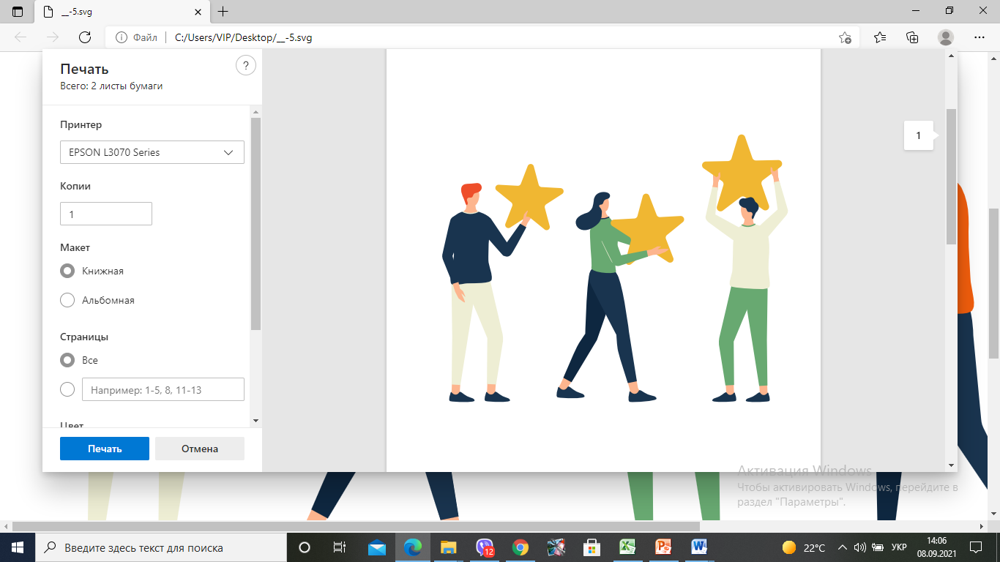 __-5.svg
Файл
C:/Users/VIP/Desktop/__-5.svg
Печать
?
Всего: 2 листы бумаги
Принтер
EPSON L3070 Series
Копии
1
Макет
Книжная
Альбомная
Страницы
Все
Например: 1-5, 8, 11-13
Цвет
Печать
Отмена
1
Активация Windows
Чтобы активировать Windows, перейдите в
раздел "Параметры".
Введите здесь текст для поиска
12
22°C
УКР
14:06
08.09.2021